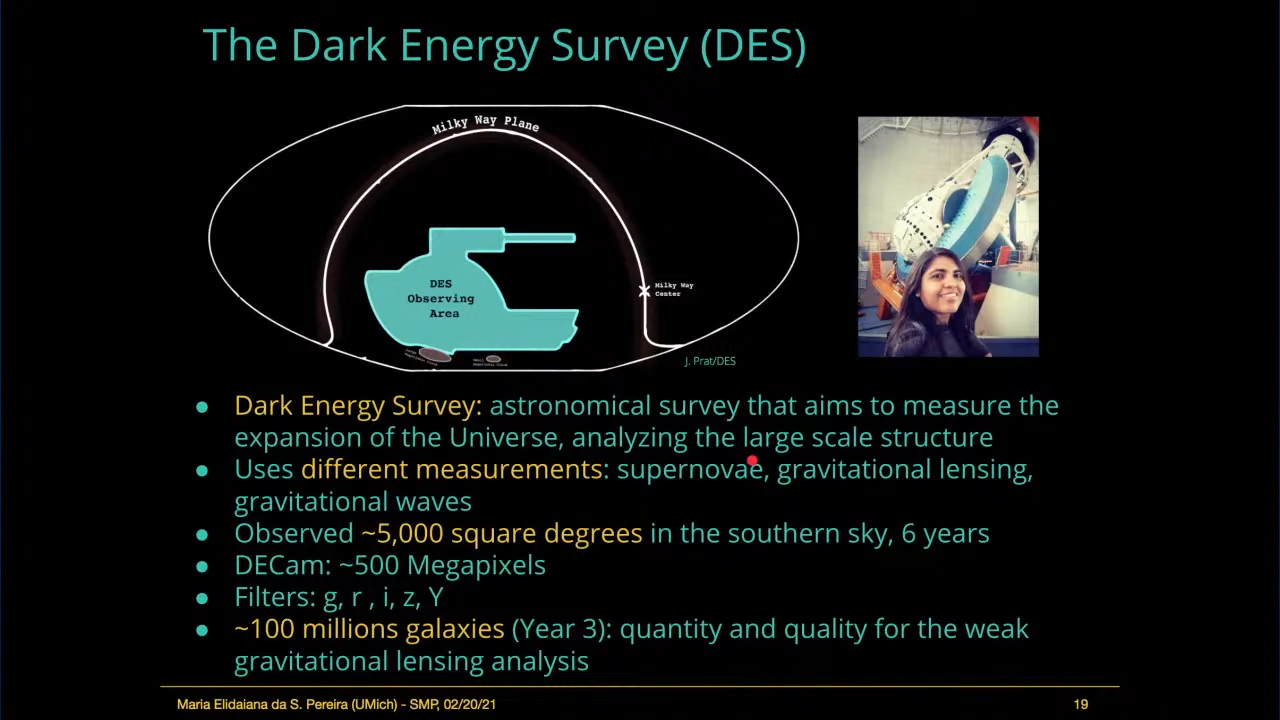 The Dark Energy Survey (DES)
Milky Way Plane
DES
Observing
Area
Milky Way
Center
J. Prat/DES
● Dark Energy Survey: astronomical survey that aims to measure the
expansion of the Universe, analyzing the large scale structure
● Uses different measurements: supernovae, gravitational lensing,
gravitational waves
● Observed ~5,000 square degrees in the southern sky, 6 years
● DECam: ~500 Megapixels
● Filters: g, r , i, z, Y
● ~100 millions galaxies (Year 3): quantity and quality for the weak
gravitational lensing analysis
Maria Elidaiana da S. Pereira (UMich) - SMP, 02/20/21
19